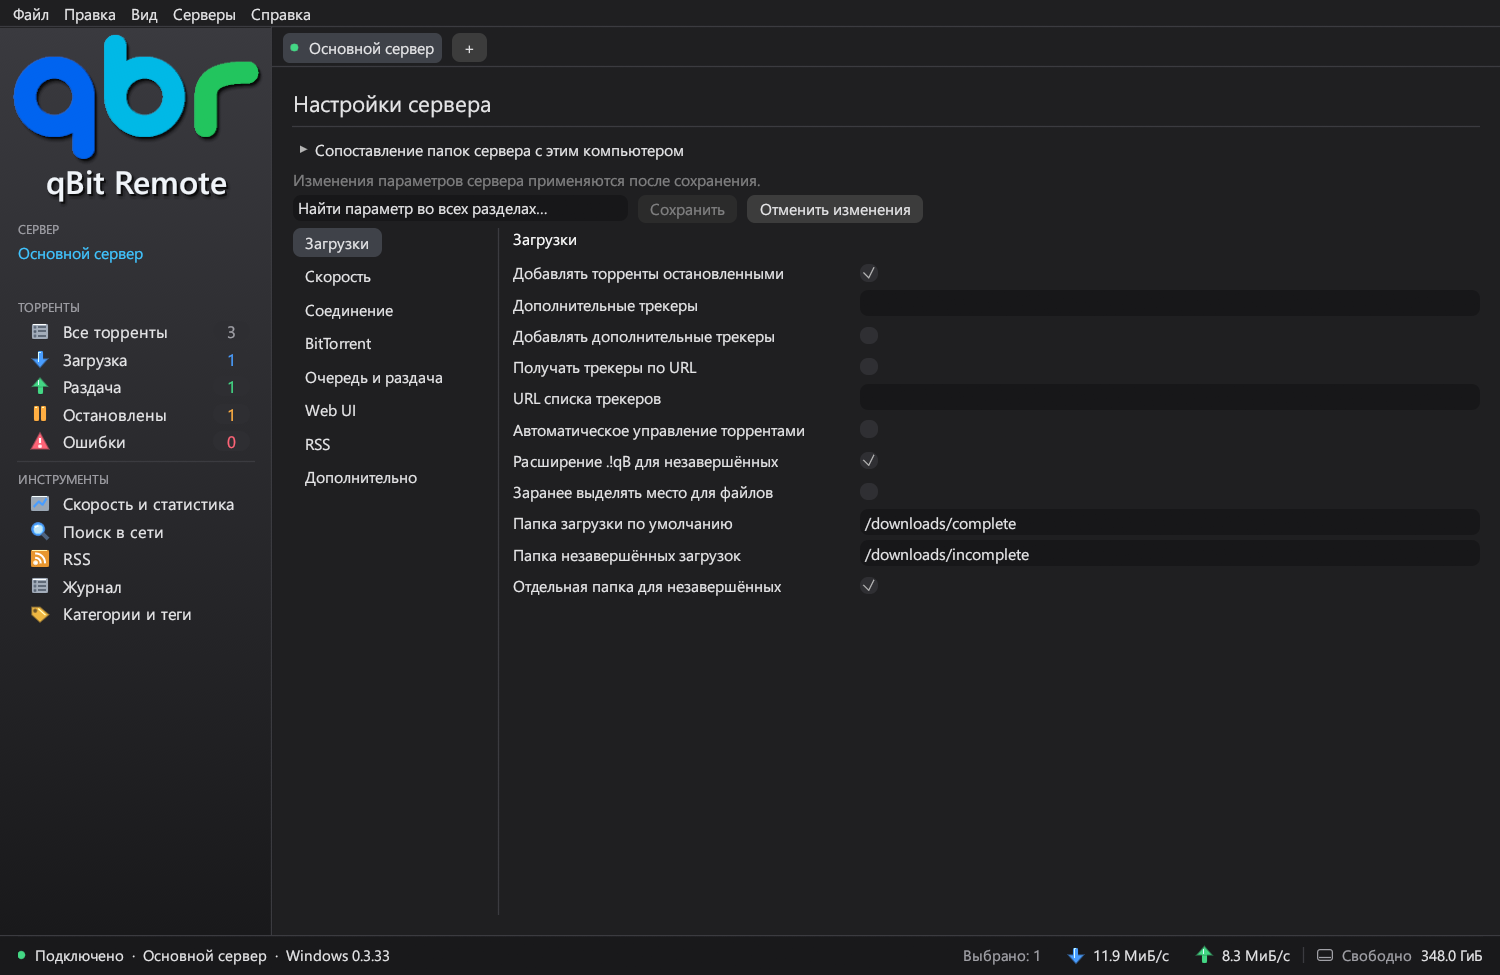 Файл Правка Вид Серверы Справка
qbr
qBit Remote
СЕРВЕР
Основной сервер
ТОРРЕНТЫ
Все торренты 3
Загрузка 1
Раздача 1
Остановлены 1
Ошибки 0
ИНСТРУМЕНТЫ
Скорость и статистика
Поиск в сети
RSS
Журнал
Категории и теги
Основной сервер +
Настройки сервера
Сопоставление папок сервера с этим компьютером
Изменения параметров сервера применяются после сохранения.
Найти параметр во всех разделах... Сохранить Отменить изменения
Загрузки
Скорость
Соединение
BitTorrent
Очередь и раздача
Web UI
RSS
Дополнительно
Загрузки
Добавлять торренты остановленными
Дополнительные трекеры
Добавлять дополнительные трекеры
Получать трекеры по URL
URL списка трекеров
Автоматическое управление торрентами
Расширение .!qB для незавершённых
Заранее выделять место для файлов
Папка загрузки по умолчанию /downloads/complete
Папка незавершённых загрузок /downloads/incomplete
Отдельная папка для незавершённых
Подключено · Основной сервер · Windows 0.3.33 Выбрано: 1 11.9 МиБ/с 8.3 МиБ/с Свободно 348.0 ГиБ